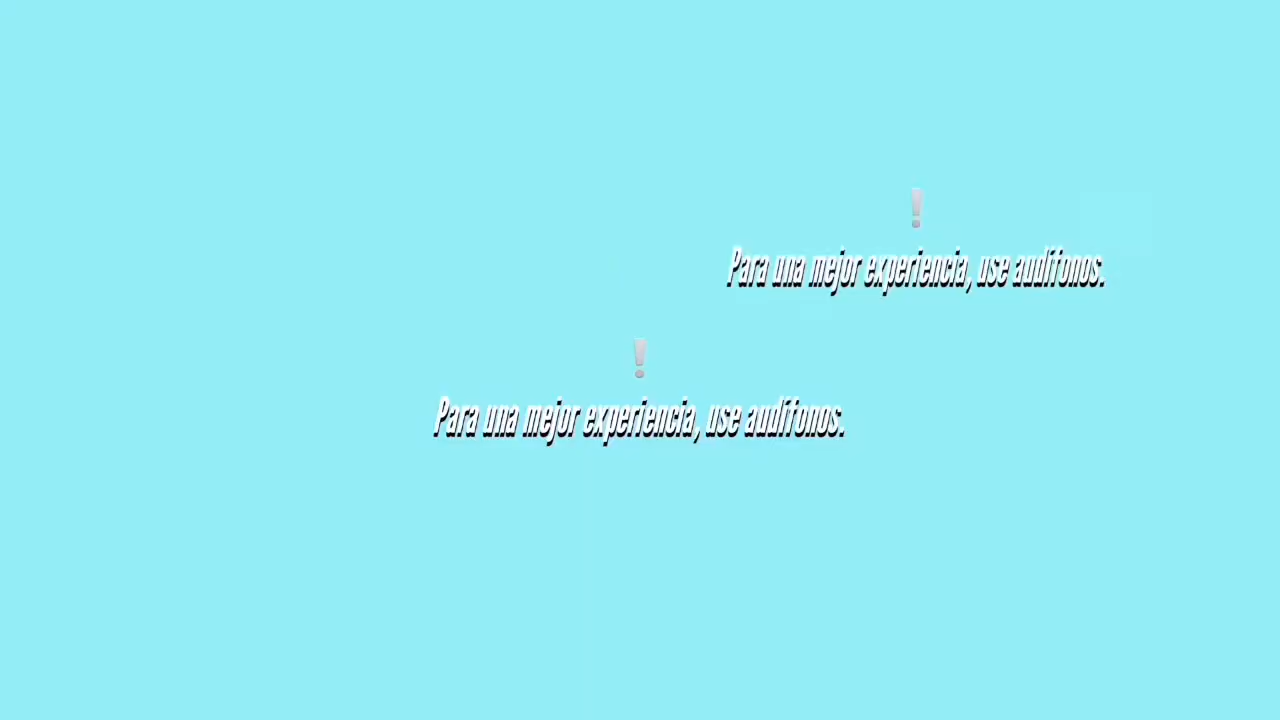 ❕
Para una mejor experiencia, use audífonos.
❕
Para una mejor experiencia, use audífonos.